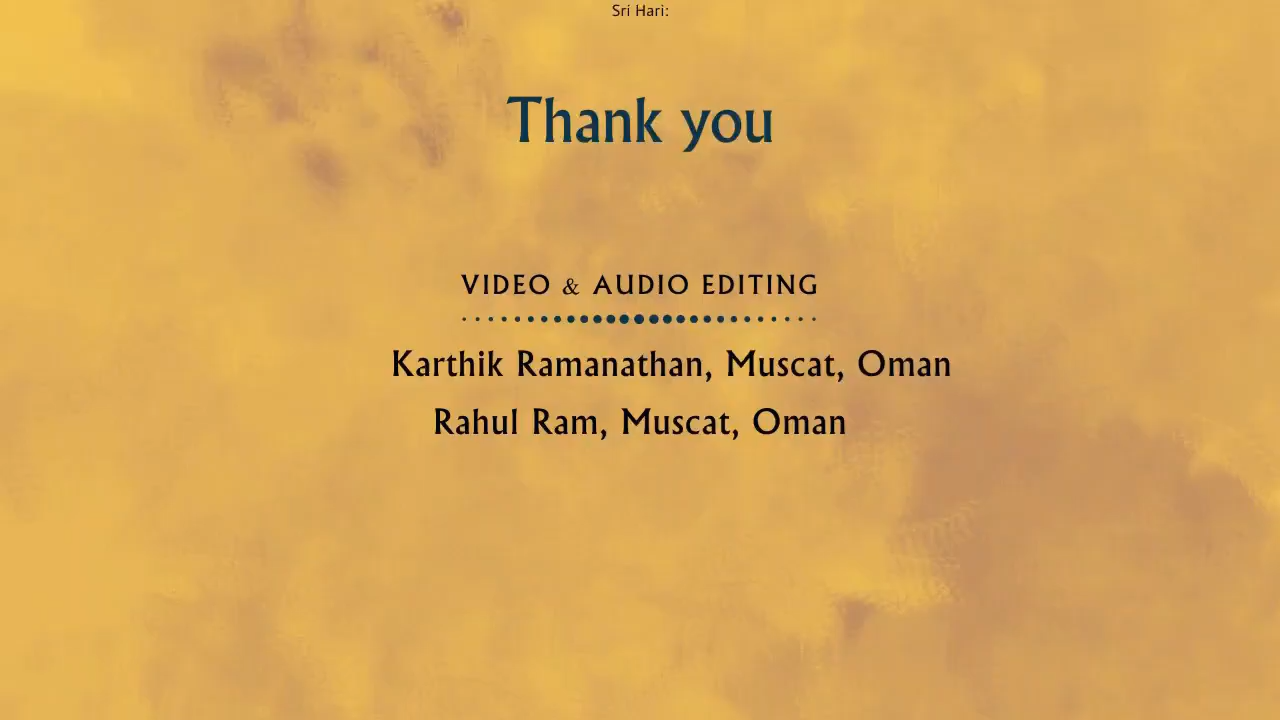 Sri Hari:
Thank you
VIDEO & AUDIO EDITING
Karthik Ramanathan, Muscat, Oman
Rahul Ram, Muscat, Oman